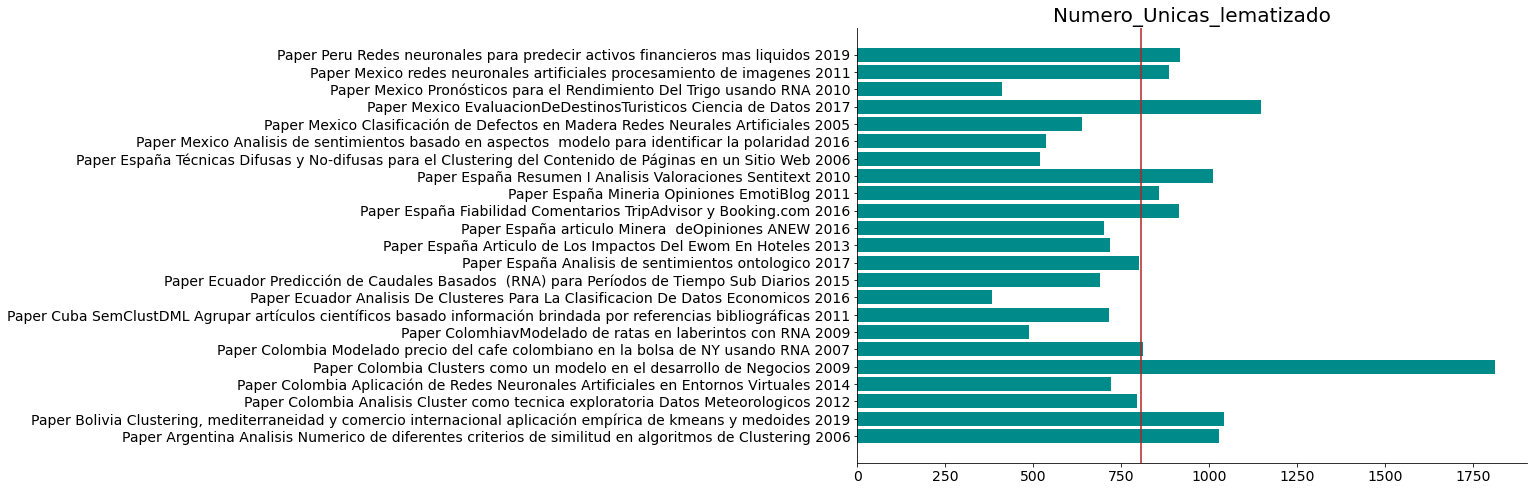 Numero_Unicas_lematizado
Paper Peru Redes neuronales para predecir activos financieros mas liquidos 2019
Paper Mexico redes neuronales artificiales procesamiento de imagenes 2011
Paper Mexico Pronósticos para el Rendimiento Del Trigo usando RNA 2010
Paper Mexico EvaluacionDeDestinosTuristicos Ciencia de Datos 2017
Paper Mexico Clasificación de Defectos en Madera Redes Neurales Artificiales 2005
Paper Mexico Analisis de sentimientos basado en aspectos  modelo para identificar la polaridad 2016
Paper España Técnicas Difusas y No-difusas para el Clustering del Contenido de Páginas en un Sitio Web 2006
Paper España Resumen I Analisis Valoraciones Sentitext 2010
Paper España Mineria Opiniones EmotiBlog 2011
Paper España Fiabilidad Comentarios TripAdvisor y Booking.com 2016
Paper España articulo Minera  deOpiniones ANEW 2016
Paper España Articulo de Los Impactos Del Ewom En Hoteles 2013
Paper España Analisis de sentimientos ontologico 2017
Paper Ecuador Predicción de Caudales Basados  (RNA) para Períodos de Tiempo Sub Diarios 2015
Paper Ecuador Analisis De Clusteres Para La Clasificacion De Datos Economicos 2016
Paper Cuba SemClustDML Agrupar artículos científicos basado información brindada por referencias bibliográficas 2011
Paper ColomhiavModelado de ratas en laberintos con RNA 2009
Paper Colombia Modelado precio del cafe colombiano en la bolsa de NY usando RNA 2007
Paper Colombia Clusters como un modelo en el desarrollo de Negocios 2009
Paper Colombia Aplicación de Redes Neuronales Artificiales en Entornos Virtuales 2014
Paper Colombia Analisis Cluster como tecnica exploratoria Datos Meteorologicos 2012
Paper Bolivia Clustering, mediterraneidad y comercio internacional aplicación empírica de kmeans y medoides 2019
Paper Argentina Analisis Numerico de diferentes criterios de similitud en algoritmos de Clustering 2006
0 250 500 750 1000 1250 1500 1750